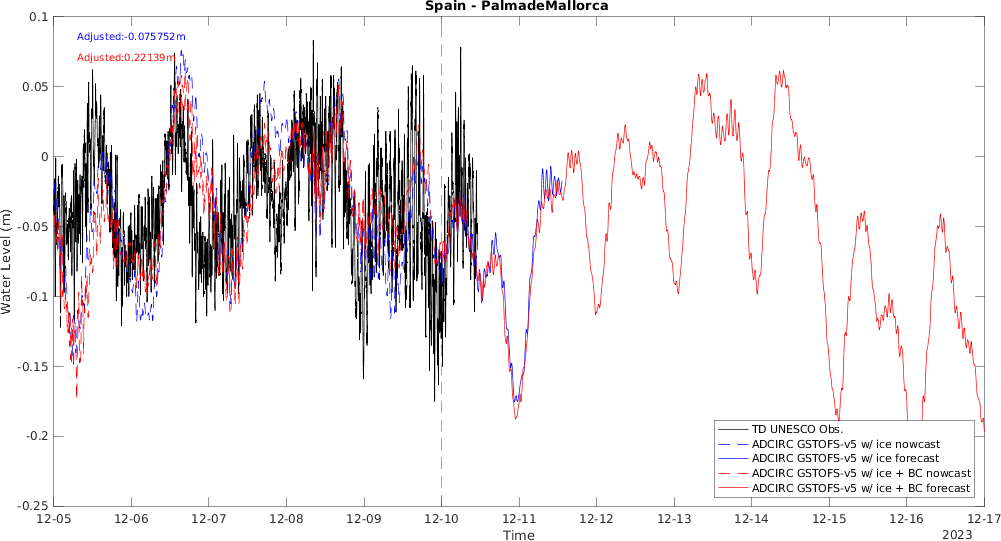 Spain - PalmadeMallorca
Adjusted:-0.075752m
Adjusted:0.22139m
0.1
0.05
0
-0.05
-0.1
-0.15
-0.2
-0.25
Water Level (m)
TD UNESCO Obs.
ADCIRC GSTOFS-v5 w/ ice nowcast
ADCIRC GSTOFS-v5 w/ ice forecast
ADCIRC GSTOFS-v5 w/ ice + BC nowcast
ADCIRC GSTOFS-v5 w/ ice + BC forecast
12-05 12-06 12-07 12-08 12-09 12-10 12-11 12-12 12-13 12-14 12-15 12-16 12-17
Time
2023